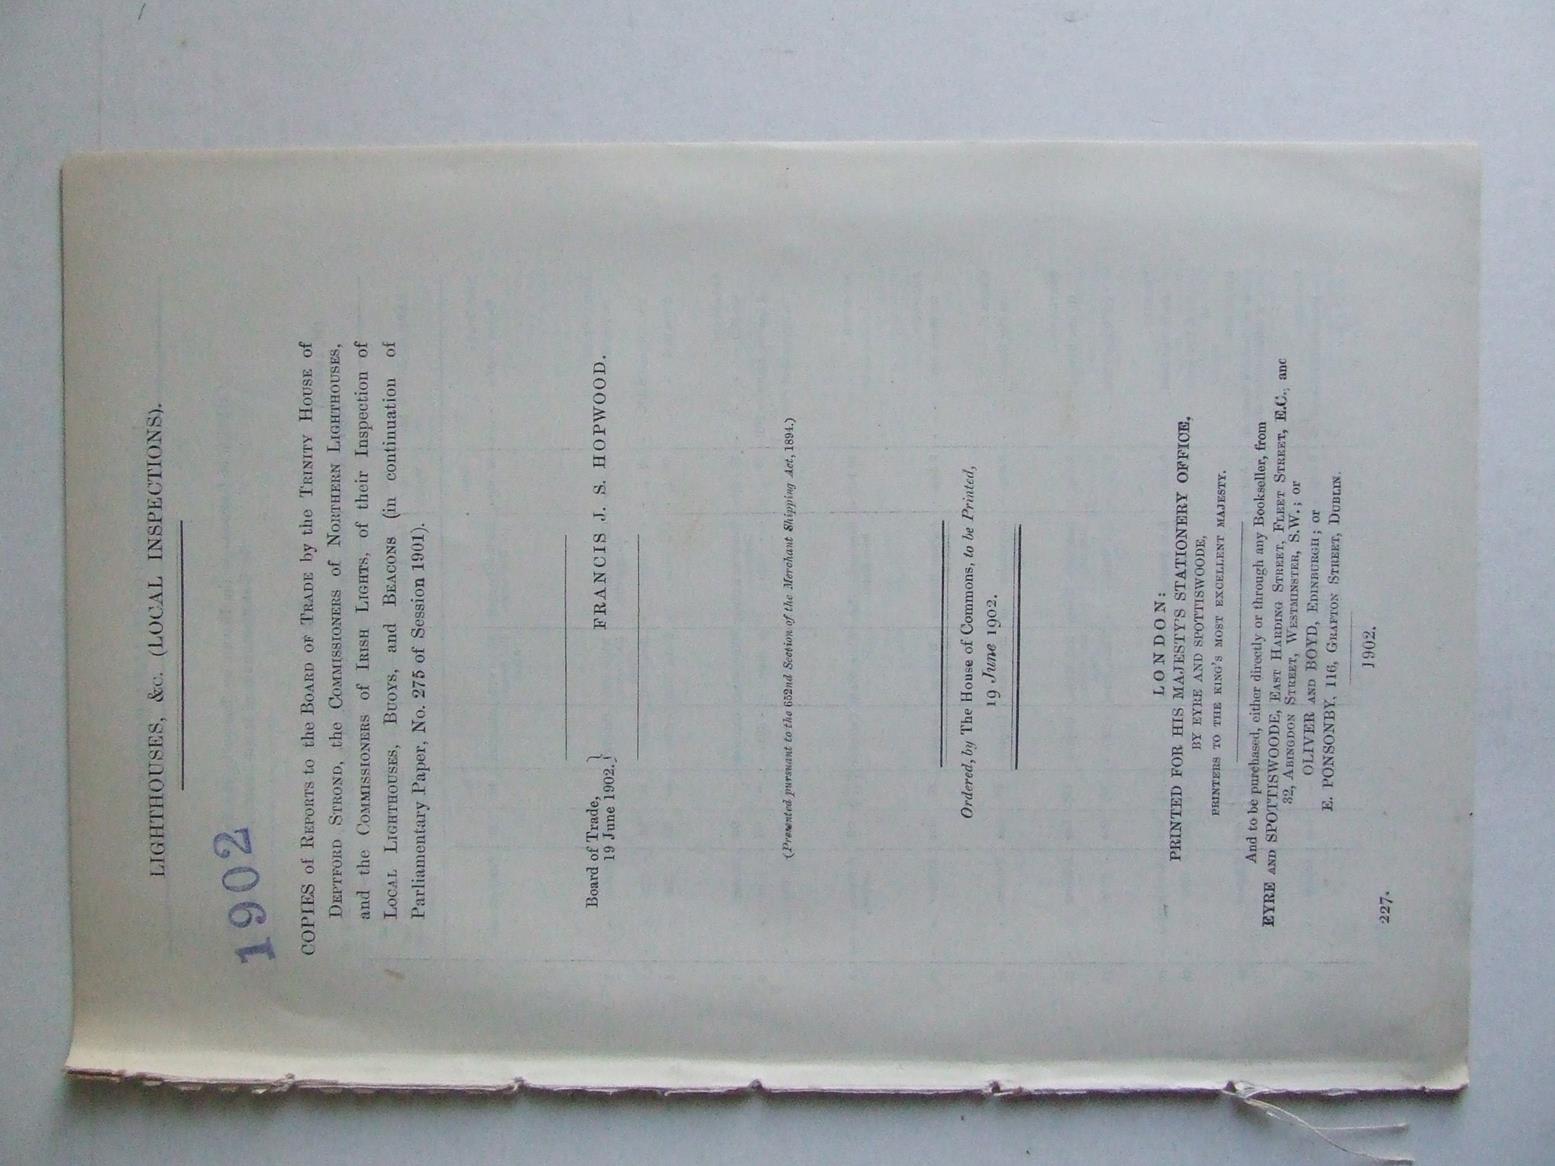 LIGHTHOUSES, &c. (LOCAL INSPECTIONS).
1902
COPIES of REPORTS to the BOARD OF TRADE by the TRINITY HOUSE of
DEPTFORD STROND, the COMMISSIONERS of NORTHERN LIGHTHOUSES,
and the COMMISSIONERS of IRISH LIGHTS, of their Inspection of
LOCAL LIGHTHOUSES, BUOYS, and BEACONS (in continuation of
Parliamentary Paper, No. 275 of Session 1901).
Board of Trade,
19 June 1902.}
FRANCIS J. S. HOPWOOD.
(Presented pursuant to the 652nd Section of the Merchant Shipping Act, 1894.)
Ordered, by The House of Commons, to be Printed,
19 June 1902.
LONDON:
PRINTED FOR HIS MAJESTY'S STATIONERY OFFICE,
BY EYRE AND SPOTTISWOODE,
PRINTERS TO THE KING'S MOST EXCELLENT MAJESTY.
And to be purchased, either directly or through any Bookseller, from
EYRE AND SPOTTISWOODE, EAST HARDING STREET, FLEET STREET, E.C., anc
32, ABINGDON STREET, WESTMINSTER, S.W.; or
OLIVER AND BOYD, EDINBURGH; or
E. PONSONBY, 116, GRAFTON STREET, DUBLIN.
1902.
227.